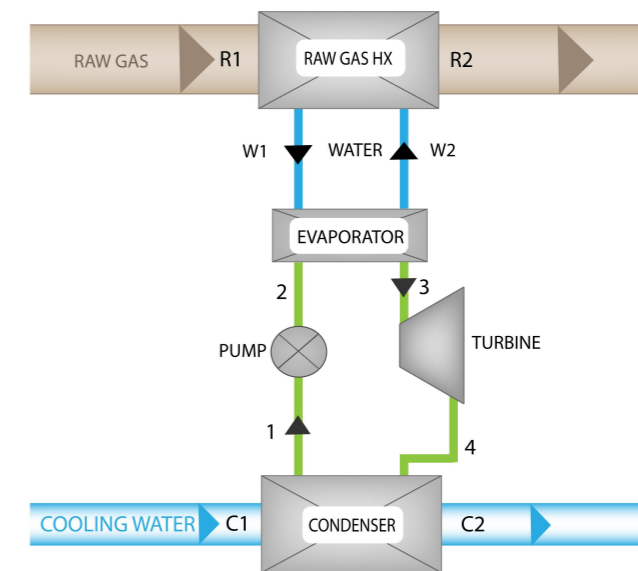 RAW GAS R1 RAW GAS HX R2
W1 WATER W2
EVAPORATOR
2 3
PUMP TURBINE
1 4
COOLING WATER C1 CONDENSER C2